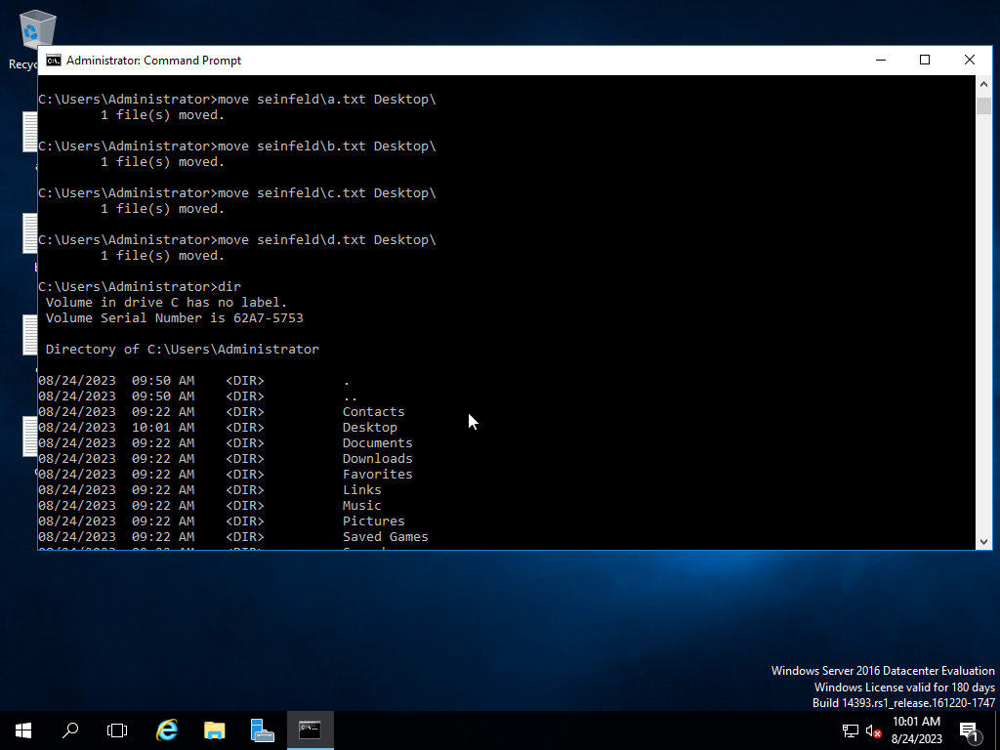 Administrator: Command Prompt
C:\Users\Administrator>move seinfeld\a.txt Desktop\
1 file(s) moved.
C:\Users\Administrator>move seinfeld\b.txt Desktop\
1 file(s) moved.
C:\Users\Administrator>move seinfeld\c.txt Desktop\
1 file(s) moved.
C:\Users\Administrator>move seinfeld\d.txt Desktop\
1 file(s) moved.
C:\Users\Administrator>dir
Volume in drive C has no label.
Volume Serial Number is 62A7-5753
Directory of C:\Users\Administrator
08/24/2023 09:50 AM <DIR> .
08/24/2023 09:50 AM <DIR> ..
08/24/2023 09:22 AM <DIR> Contacts
08/24/2023 10:01 AM <DIR> Desktop
08/24/2023 09:22 AM <DIR> Documents
08/24/2023 09:22 AM <DIR> Downloads
08/24/2023 09:22 AM <DIR> Favorites
08/24/2023 09:22 AM <DIR> Links
08/24/2023 09:22 AM <DIR> Music
08/24/2023 09:22 AM <DIR> Pictures
08/24/2023 09:22 AM <DIR> Saved Games
Windows Server 2016 Datacenter Evaluation
Windows License valid for 180 days
Build 14393.rs1_release.161220-1747
10:01 AM
8/24/2023
1